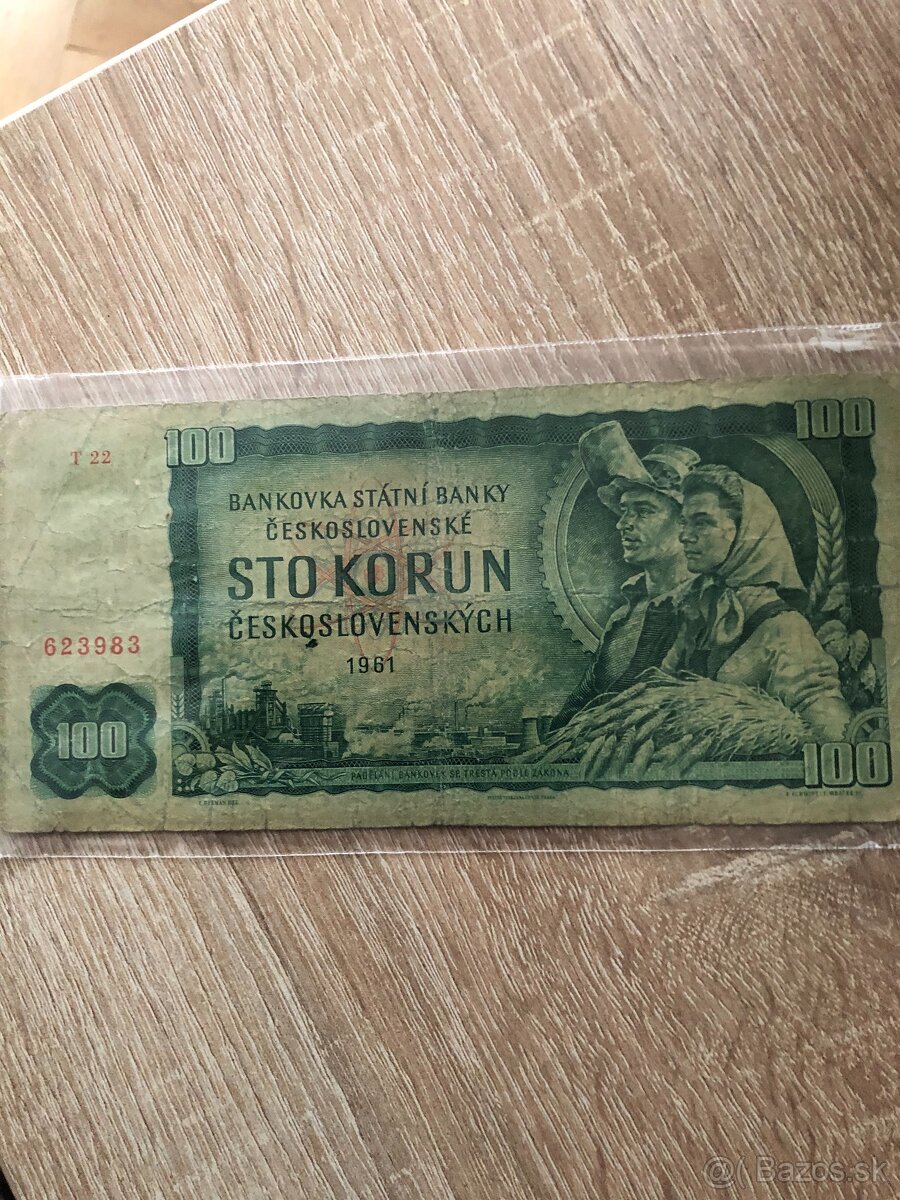 100
100
T 22
BANKOVKA STÁTNÍ BANKY
ČESKOSLOVENSKÉ
STO KORUN
ČESKOSLOVENSKÝCH
1961
623983
100
100
PADĚLÁNÍ BANKOVEK SE TRESTÁ PODLE ZÁKONA
@( Bazos.sk